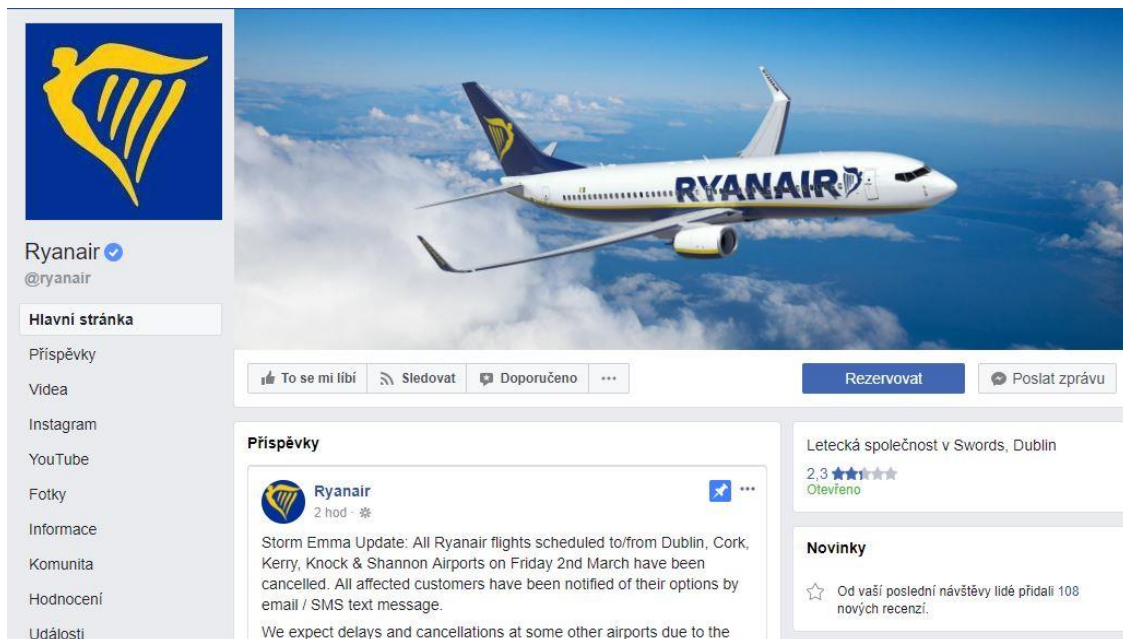 RYANAIR
Ryanair
@ryanair
Hlavní stránka
Příspěvky
Videa
Instagram
YouTube
Fotky
Informace
Komunita
Hodnocení
Události
To se mi líbí
Sledovat
Doporučeno
Rezervovat
Poslat zprávu
Příspěvky
Ryanair
2 hod
Storm Emma Update: All Ryanair flights scheduled to/from Dublin, Cork,
Kerry, Knock & Shannon Airports on Friday 2nd March have been
cancelled. All affected customers have been notified of their options by
email / SMS text message.
We expect delays and cancellations at some other airports due to the
Letecká společnost v Swords, Dublin
2,3
Otevřeno
Novinky
Od vaší poslední návštěvy lidé přidali 108
nových recenzí.